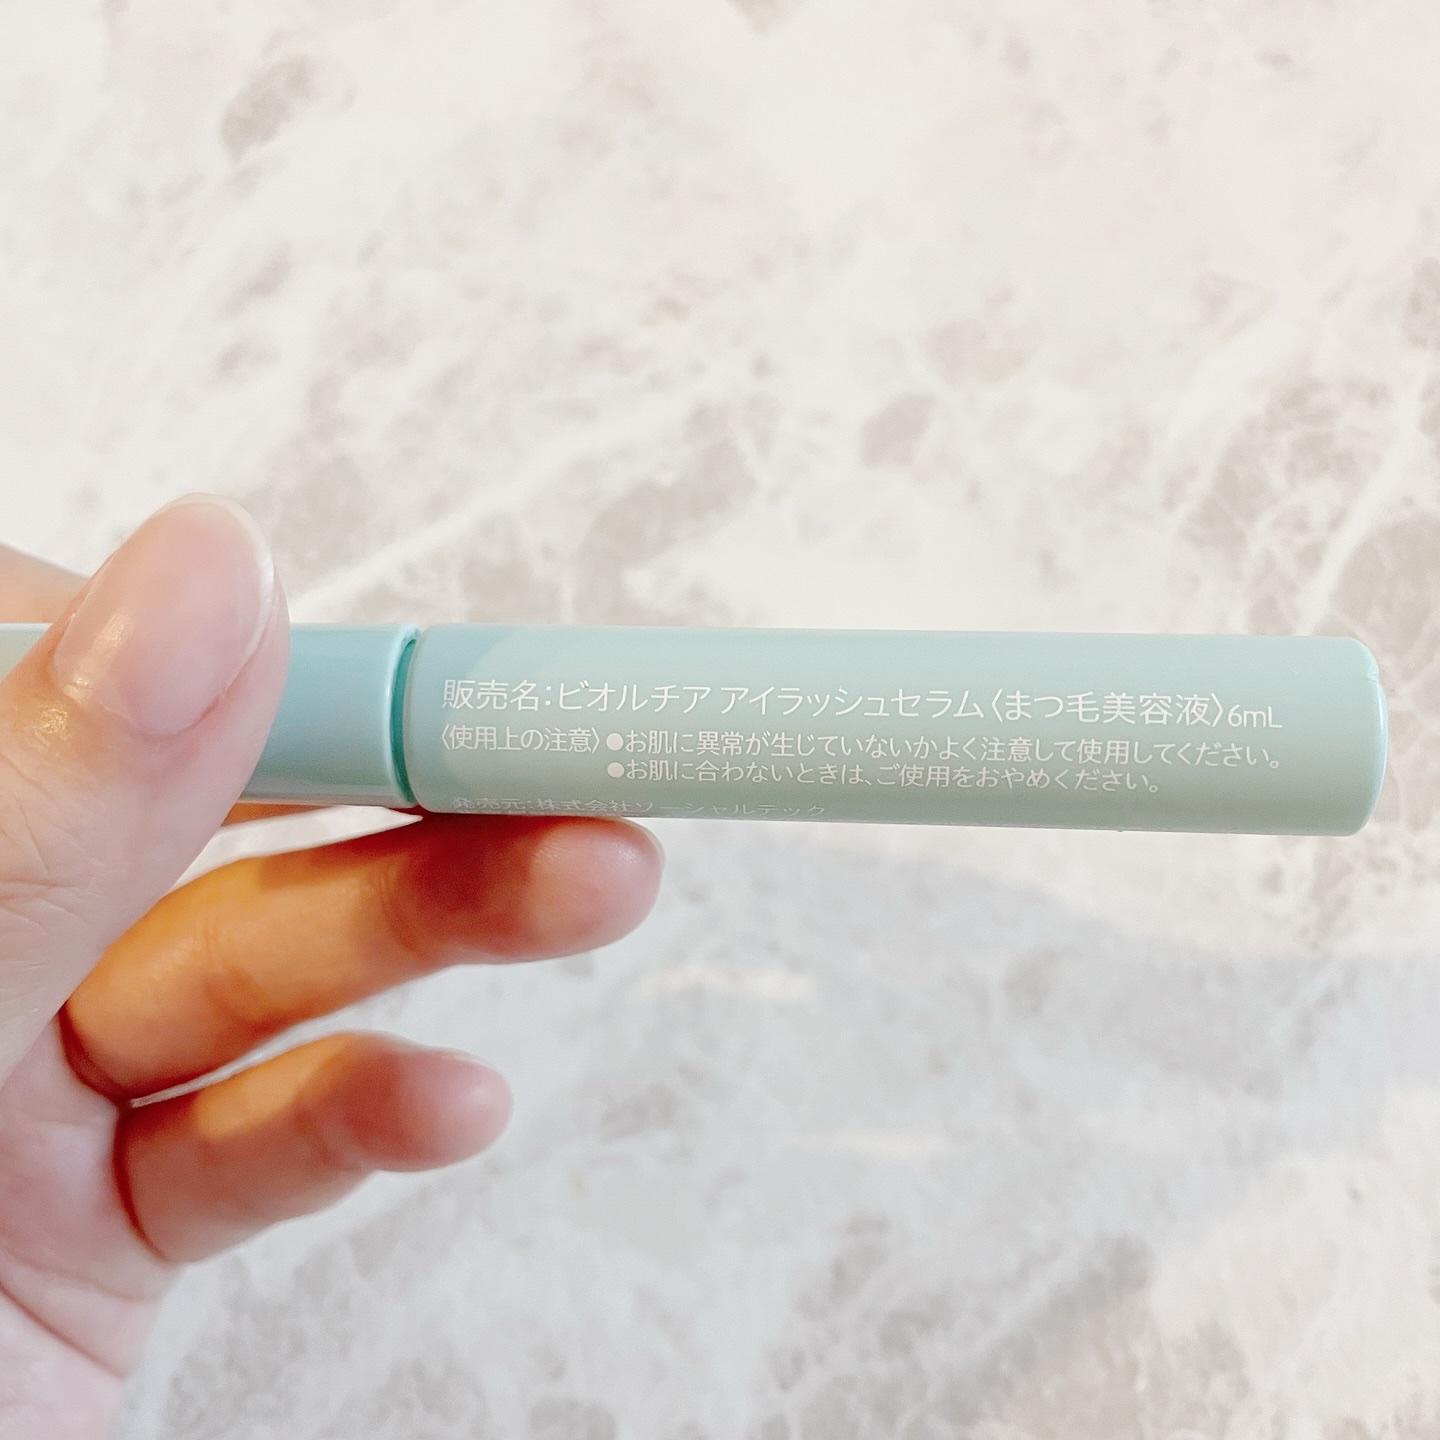 販売名:ビオルチア アイラッシュセラム〈まつ毛美容液〉6mL
〈使用上の注意〉●お肌に異常が生じていないかよく注意して使用してください。
●お肌に合わないときは、ご使用をおやめください。
発売元:株式会社ソーシャルテック